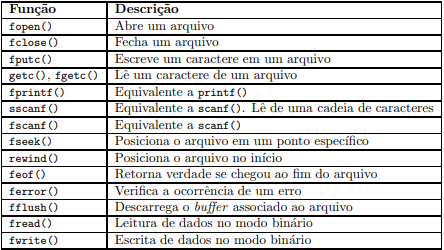 Função Descrição
fopen() Abre um arquivo
fclose() Fecha um arquivo
fputc() Escreve um caractere em um arquivo
getc(), fgetc() Lê um caractere de um arquivo
fprintf() Equivalente a printf()
sscanf() Equivalente a scanf(). Lê de uma cadeia de caracteres
fscanf() Equivalente a scanf()
fseek() Posiciona o arquivo em um ponto específico
rewind() Posiciona o arquivo no início
feof() Retorna verdade se chegou ao fim do arquivo
ferror() Verifica a ocorrência de um erro
fflush() Descarrega o buffer associado ao arquivo
fread() Leitura de dados no modo binário
fwrite() Escrita de dados no modo binário